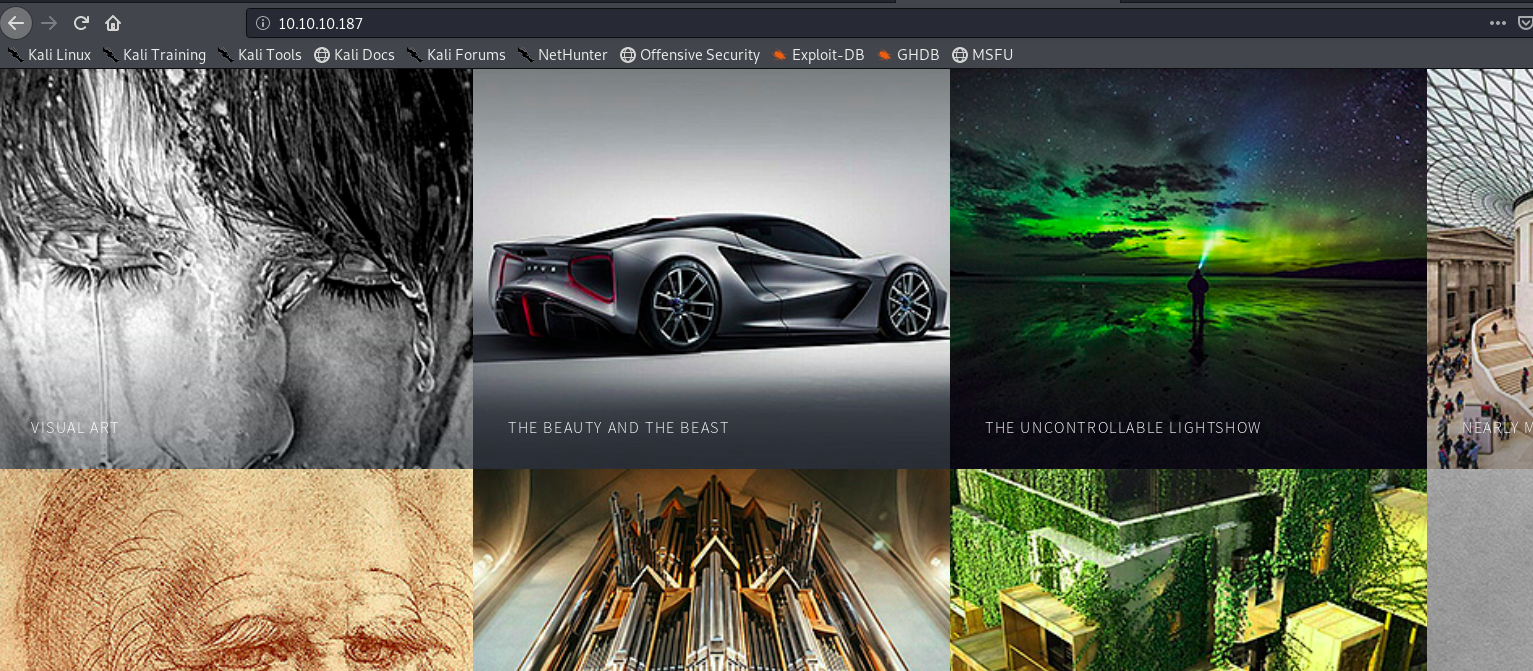 10.10.10.187
Kali Linux Kali Training Kali Tools Kali Docs Kali Forums NetHunter Offensive Security Exploit-DB GHDB MSFU
VISUAL ART THE BEAUTY AND THE BEAST THE UNCONTROLLABLE LIGHTSHOW NEARLY M